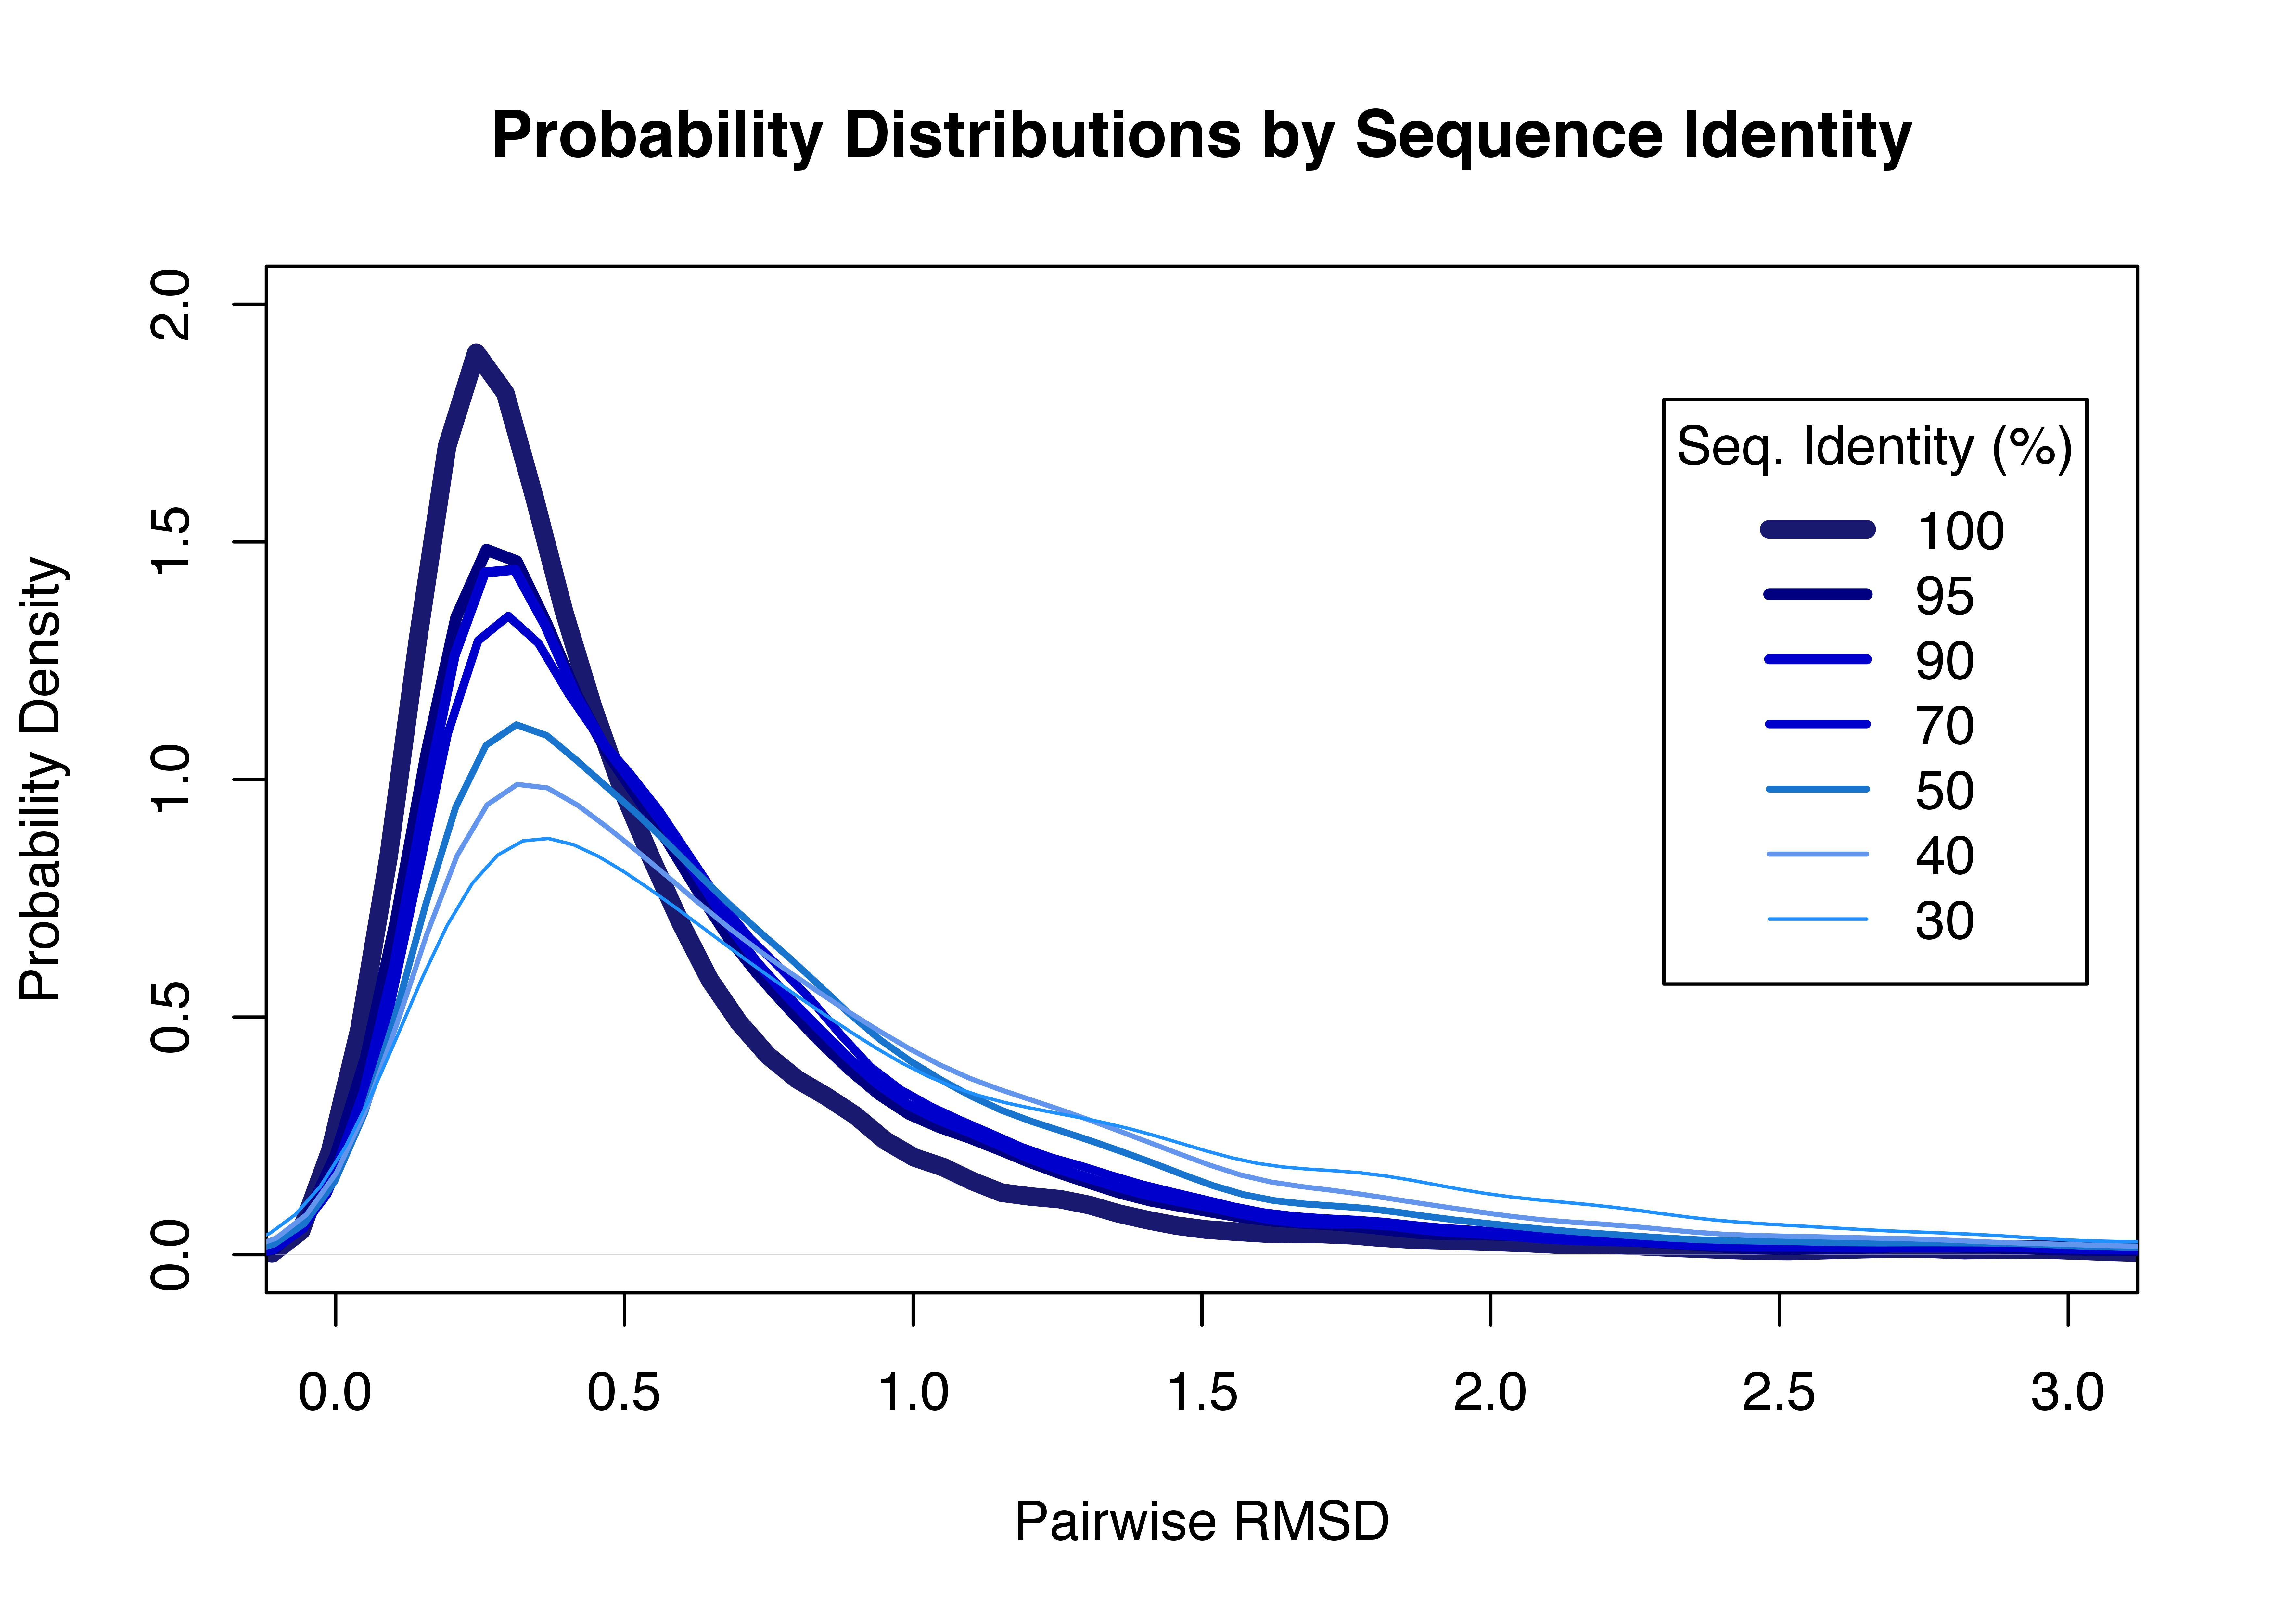 Probability Distributions by Sequence Identity
Probability Density
2.0
1.5
1.0
0.5
0.0
Seq. Identity (%)
100
95
90
70
50
40
30
0.0 0.5 1.0 1.5 2.0 2.5 3.0
Pairwise RMSD